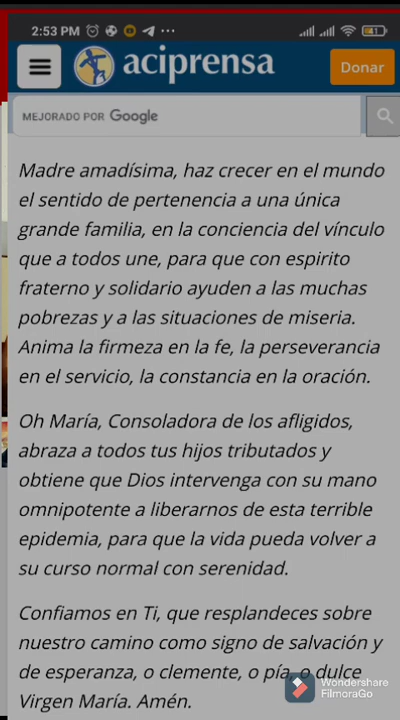 2:53 PM
41
aciprensa
Donar
MEJORADO POR Google
Madre amadísima, haz crecer en el mundo
el sentido de pertenencia a una única
grande familia, en la conciencia del vínculo
que a todos une, para que con espirito
fraterno y solidario ayuden a las muchas
pobrezas y a las situaciones de miseria.
Anima la firmeza en la fe, la perseverancia
en el servicio, la constancia en la oración.
Oh María, Consoladora de los afligidos,
abraza a todos tus hijos tributados y
obtiene que Dios intervenga con su mano
omnipotente a liberarnos de esta terrible
epidemia, para que la vida pueda volver a
su curso normal con serenidad.
Confiamos en Ti, que resplandeces sobre
nuestro camino como signo de salvación y
de esperanza, o clemente, o pía, o dulce
Virgen María. Amén.
Wondershare
FilmoraGo